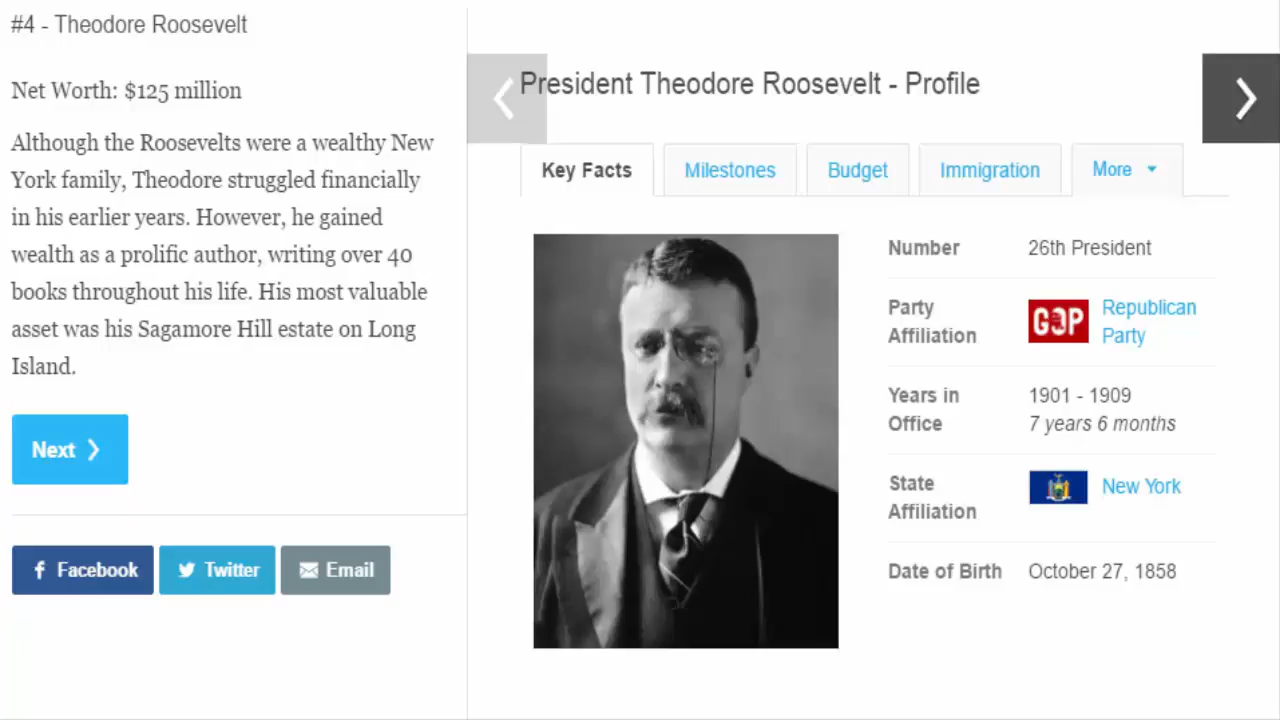 #4 - Theodore Roosevelt
Net Worth: $125 million
Although the Roosevelts were a wealthy New
York family, Theodore struggled financially
in his earlier years. However, he gained
wealth as a prolific author, writing over 40
books throughout his life. His most valuable
asset was his Sagamore Hill estate on Long
Island.
Next
Facebook Twitter Email
President Theodore Roosevelt - Profile
Key Facts Milestones Budget Immigration More
Number 26th President
Party
Affiliation
GOP
Republican
Party
Years in
Office
1901 - 1909
7 years 6 months
State
Affiliation
New York
Date of Birth October 27, 1858